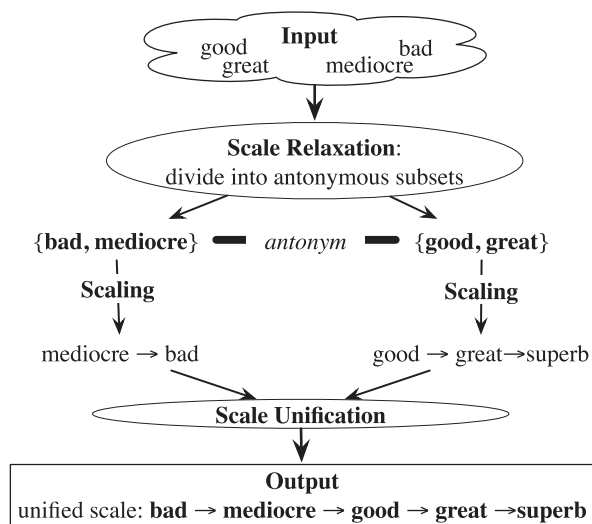 Input
good bad
great mediocre
Scale Relaxation:
divide into antonymous subsets
{bad, mediocre} antonym {good, great}
Scaling Scaling
mediocre → bad good → great→superb
Scale Unification
Output
unified scale: bad → mediocre → good → great →superb